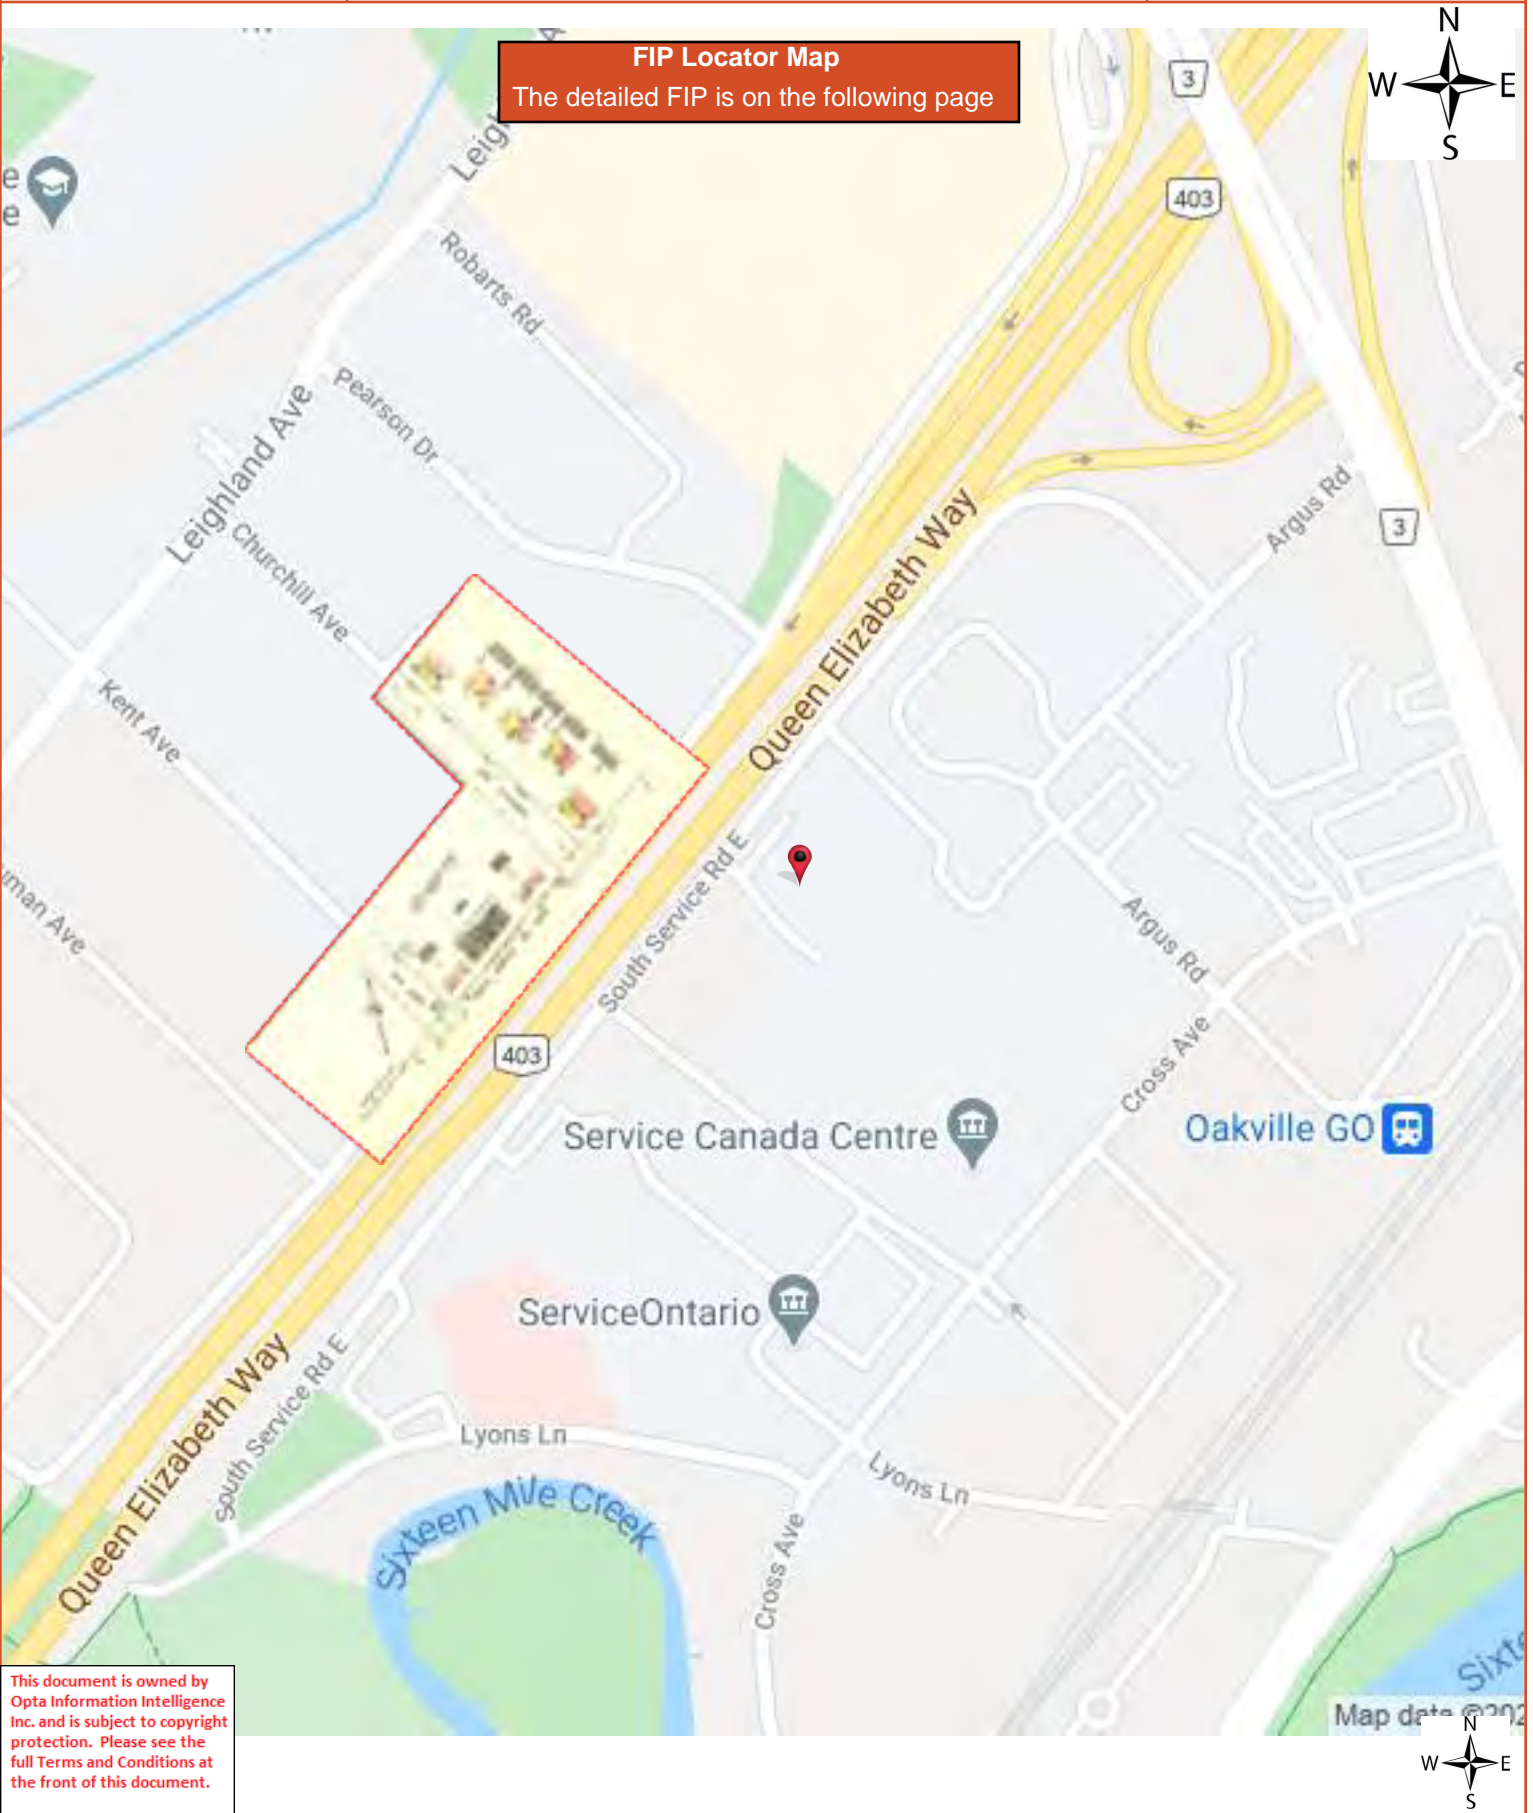 FIP Locator Map
The detailed FIP is on the following page
N
W
E
S
3
403
Robarts Rd
Pearson Dr
Leighland Ave
Churchill Ave
Kent Ave
Queen Elizabeth Way
Argus Rd
3
South Service Rd E
Argus Rd
Cross Ave
403
Service Canada Centre
Oakville GO
ServiceOntario
Queen Elizabeth Way
South Service Rd E
Lyons Ln
Lyons Ln
Sixteen Mile Creek
Cross Ave
This document is owned by
Opta Information Intelligence
Inc. and is subject to copyright
protection. Please see the
full Terms and Conditions at
the front of this document.
Map data
N
W
E
S